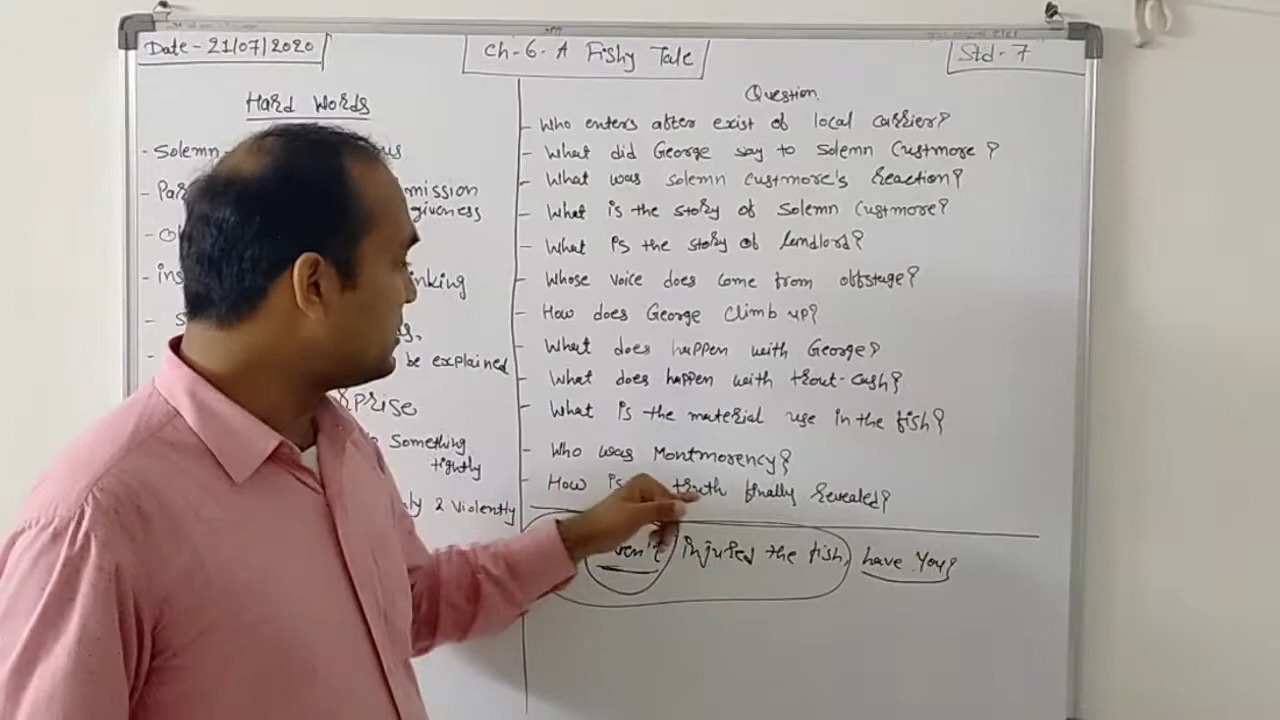 Date - 21/07/2020
Ch-6- A Fishy Tale
Std - 7
Hard Words
- Solemn
mission
giveness
inking
be explained
Something
tightly
2 Violently
Question
- Who enters after exist of local carrier?
- What did George say to Solemn Custmore ?
- What was solemn custmore's reaction?
- What is the story of Solemn Custmore?
- What is the story of landlord?
- Whose voice does come from offstage?
- How does George climb up?
- What does happen with George?
- What does happen with trout-cash?
- What is the material use in the fish?
- Who was Montmorency?
- How is truth finally revealed?
ven't injured the fish, have you?